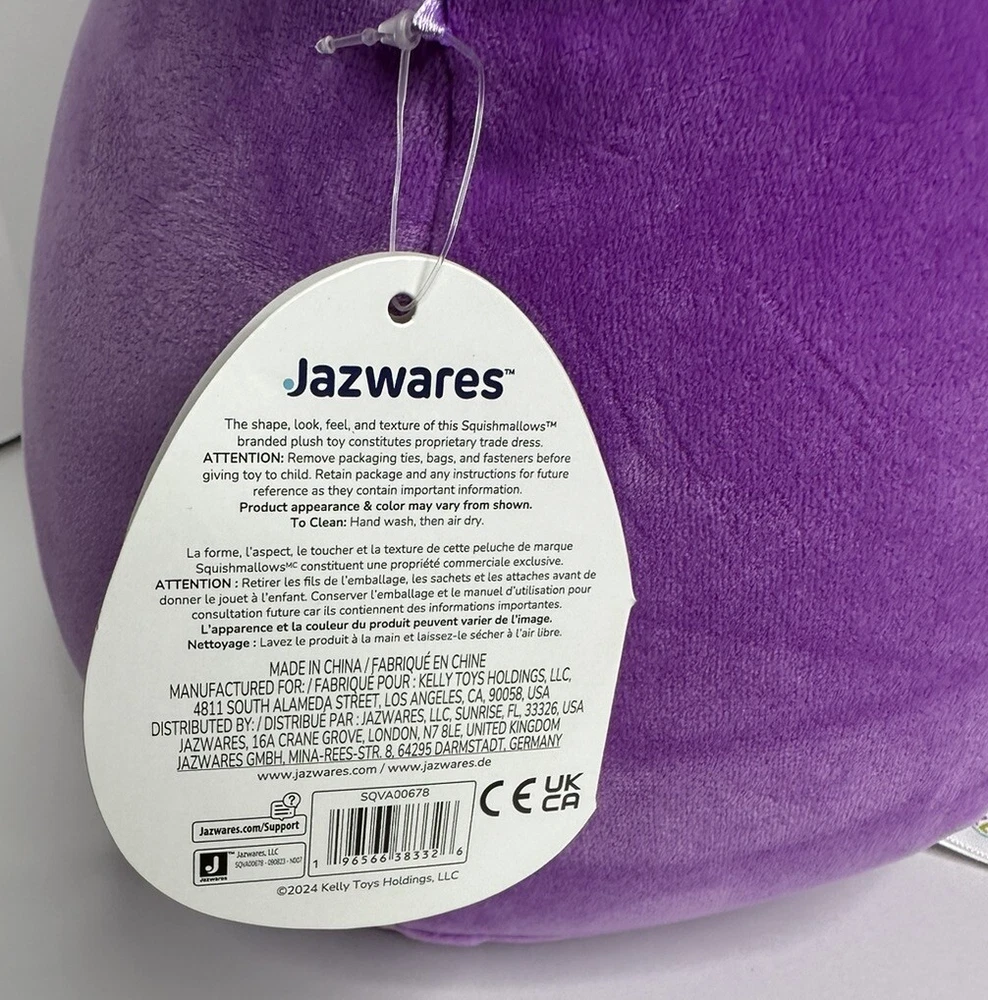 Jazwares™
The shape, look, feel, and texture of this Squishmallows™
branded plush toy constitutes proprietary trade dress.
ATTENTION: Remove packaging ties, bags, and fasteners before
giving toy to child. Retain package and any instructions for future
reference as they contain important information.
Product appearance & color may vary from shown.
To Clean: Hand wash, then air dry.
La forme, l'aspect, le toucher et la texture de cette peluche de marque
Squishmallowsᴹᶜ constituent une propriété commerciale exclusive.
ATTENTION : Retirer les fils de l'emballage, les sachets et les attaches avant de
donner le jouet à l'enfant. Conserver l'emballage et le manuel d'utilisation pour
consultation future car ils contiennent des informations importantes.
L'apparence et la couleur du produit peuvent varier de l'image.
Nettoyage : Lavez le produit à la main et laissez-le sécher à l'air libre.
MADE IN CHINA / FABRIQUÉ EN CHINE
MANUFACTURED FOR: / FABRIQUÉ POUR : KELLY TOYS HOLDINGS, LLC,
4811 SOUTH ALAMEDA STREET, LOS ANGELES, CA, 90058, USA
DISTRIBUTED BY: / DISTRIBUÉ PAR : JAZWARES, LLC, SUNRISE, FL, 33326, USA
JAZWARES, 16A CRANE GROVE, LONDON, N7 8LE, UNITED KINGDOM
JAZWARES GMBH, MINA-REES-STR. 8, 64295 DARMSTADT, GERMANY
www.jazwares.com / www.jazwares.de
Jazwares.com/Support
SQVA00678
1 96566 38332 6
CE UK CA
Jazwares, LLC
SQVA00678 - 090823 - N007
J Jazwares
©2024 Kelly Toys Holdings, LLC